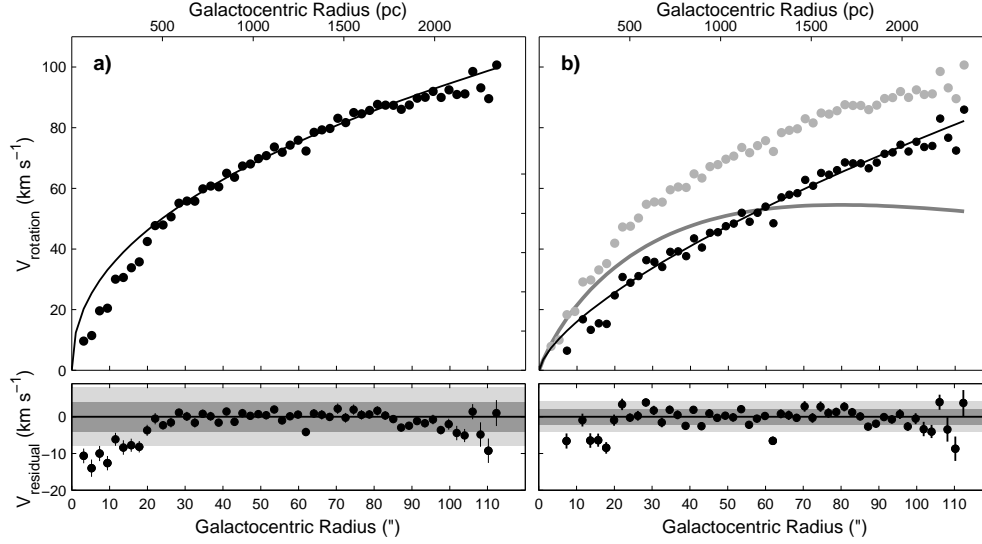 Galactocentric Radius (pc) Galactocentric Radius (pc)
500 1000 1500 2000 500 1000 1500 2000
a) b)
100
80
60
40
20
0
V_rotation (km s⁻¹)
0
−10
−20
V_residual (km s⁻¹)
0 10 20 30 40 50 60 70 80 90 100 110 0 10 20 30 40 50 60 70 80 90 100 110
Galactocentric Radius (") Galactocentric Radius (")